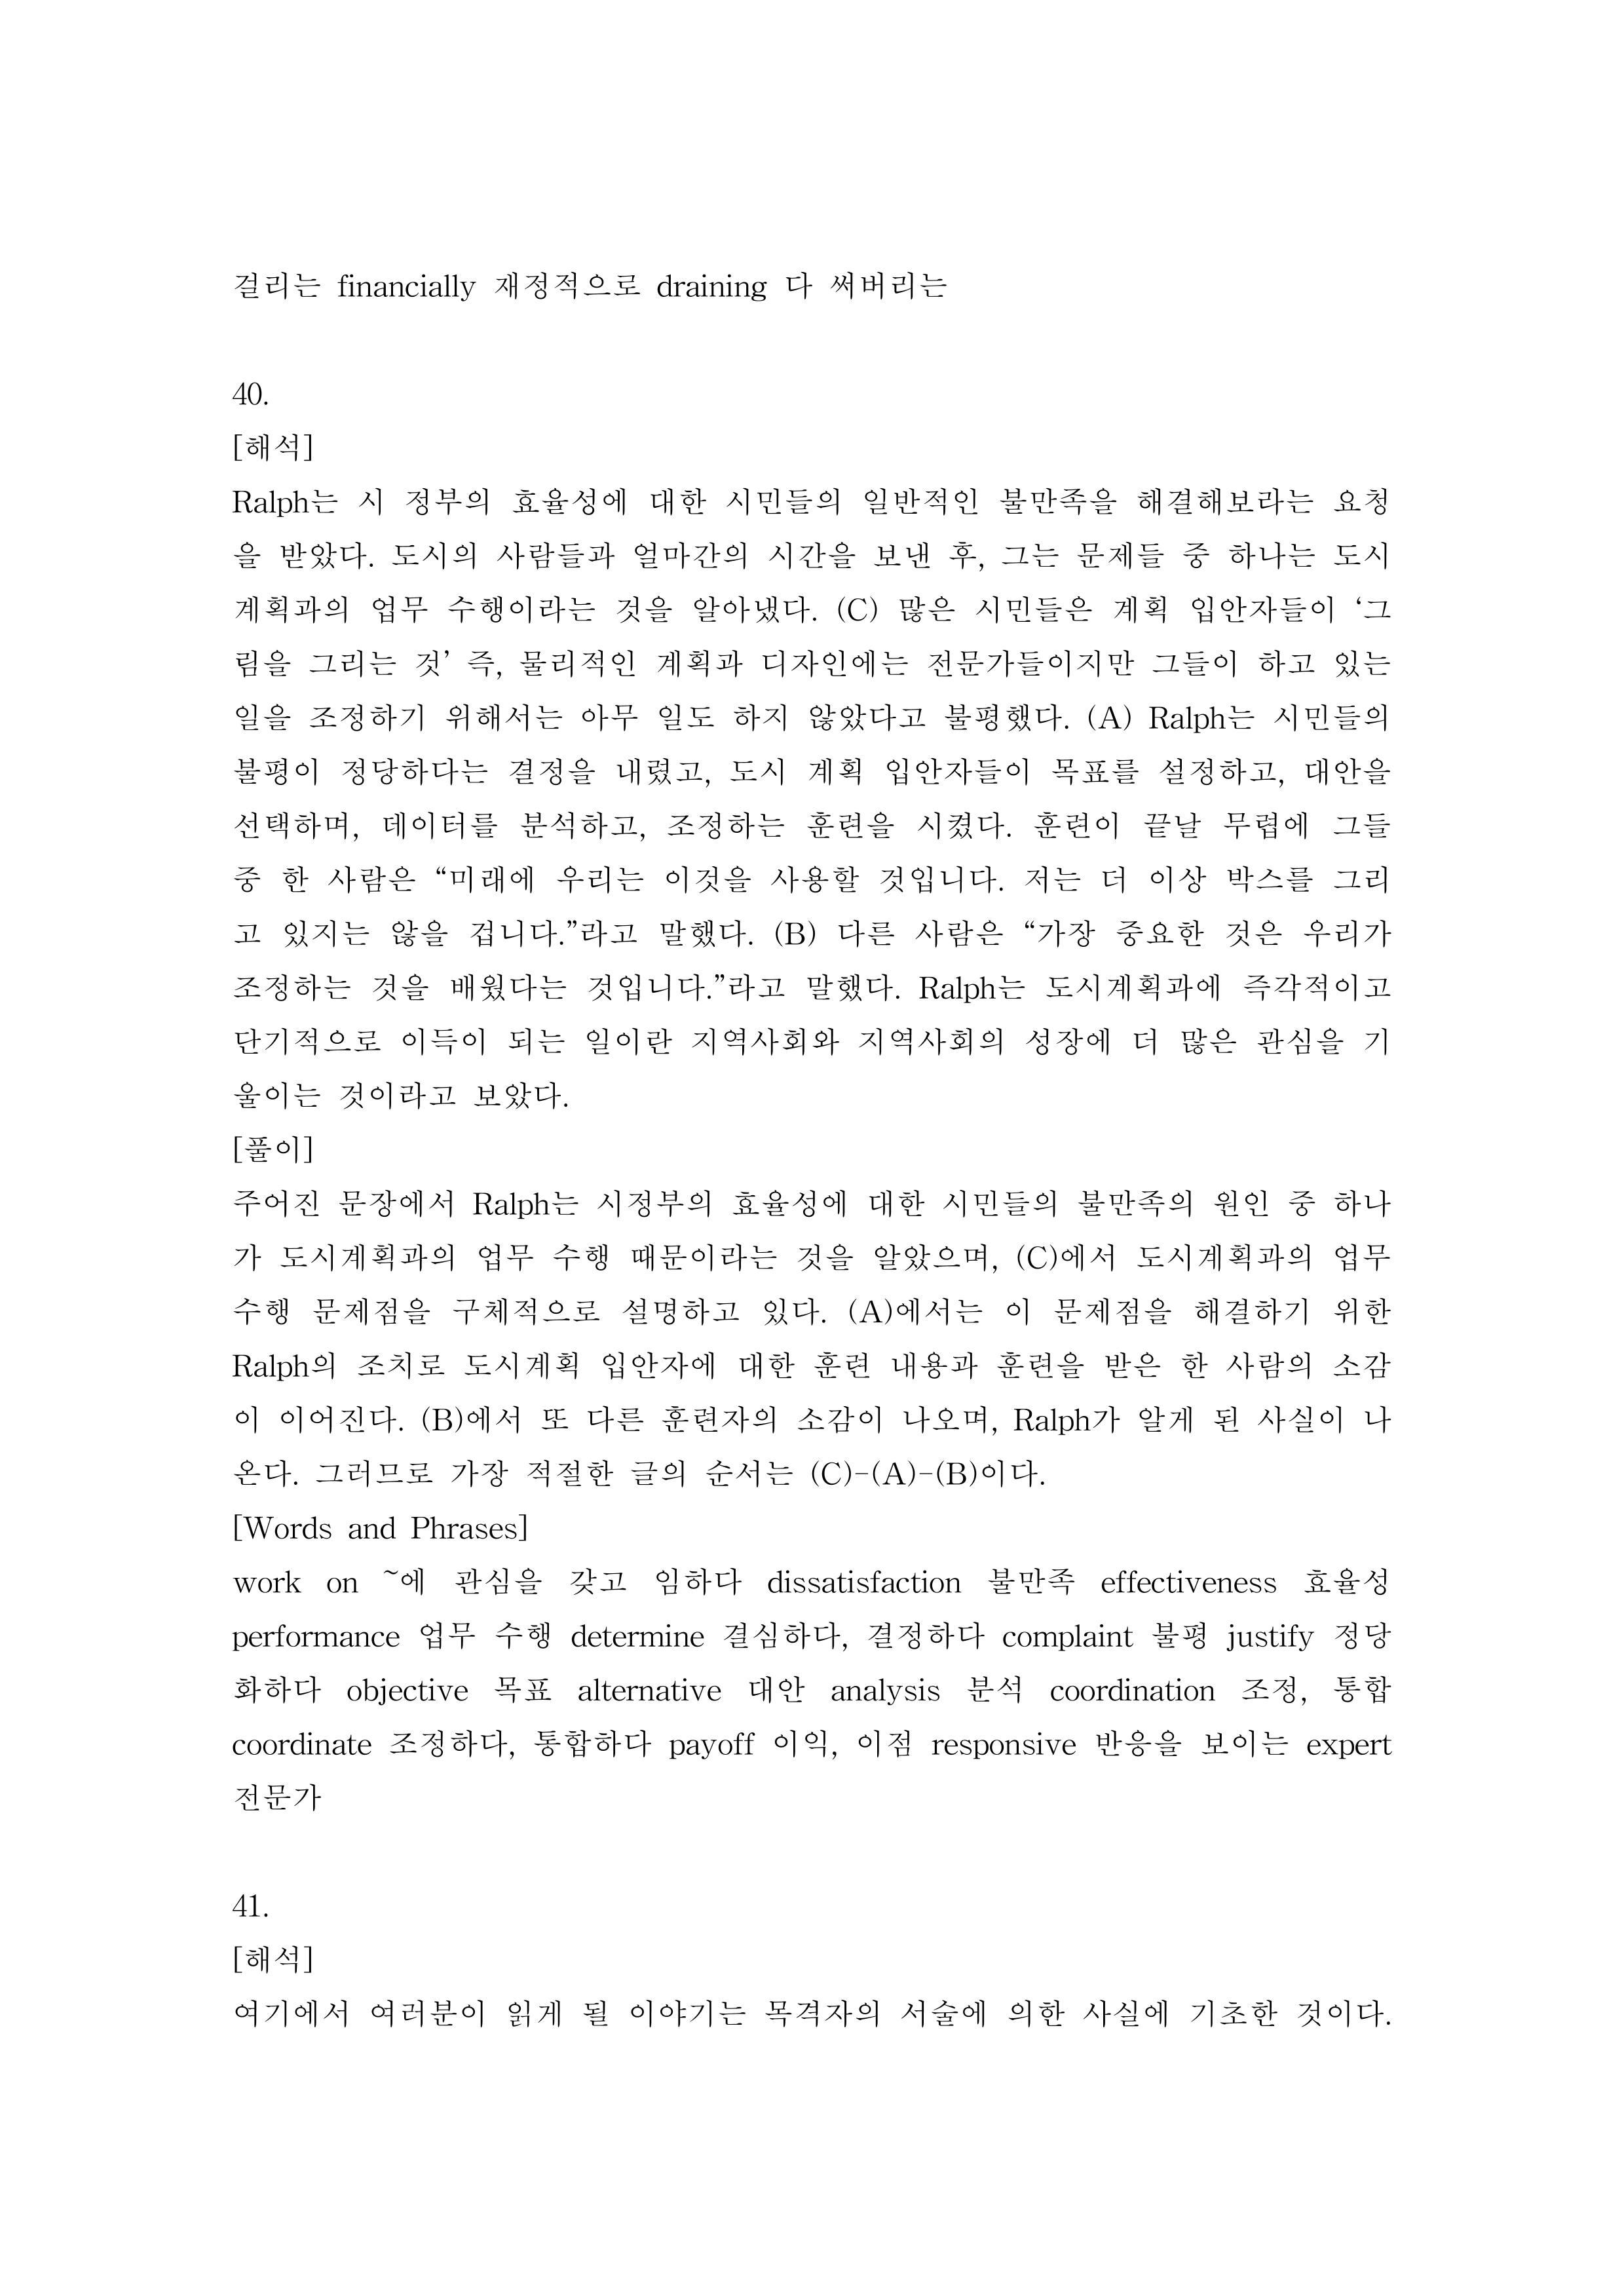 걸리는 financially 재정적으로 draining 다 써버리는
40.
[해석]
Ralph는 시 정부의 효율성에 대한 시민들의 일반적인 불만족을 해결해보라는 요청
을 받았다. 도시의 사람들과 얼마간의 시간을 보낸 후, 그는 문제들 중 하나는 도시
계획과의 업무 수행이라는 것을 알아냈다. (C) 많은 시민들은 계획 입안자들이 ‘그
림을 그리는 것’ 즉, 물리적인 계획과 디자인에는 전문가들이지만 그들이 하고 있는
일을 조정하기 위해서는 아무 일도 하지 않았다고 불평했다. (A) Ralph는 시민들의
불평이 정당하다는 결정을 내렸고, 도시 계획 입안자들이 목표를 설정하고, 대안을
선택하며, 데이터를 분석하고, 조정하는 훈련을 시켰다. 훈련이 끝날 무렵에 그들
중 한 사람은 “미래에 우리는 이것을 사용할 것입니다. 저는 더 이상 박스를 그리
고 있지는 않을 겁니다.”라고 말했다. (B) 다른 사람은 “가장 중요한 것은 우리가
조정하는 것을 배웠다는 것입니다.”라고 말했다. Ralph는 도시계획과에 즉각적이고
단기적으로 이득이 되는 일이란 지역사회와 지역사회의 성장에 더 많은 관심을 기
울이는 것이라고 보았다.
[풀이]
주어진 문장에서 Ralph는 시정부의 효율성에 대한 시민들의 불만족의 원인 중 하나
가 도시계획과의 업무 수행 때문이라는 것을 알았으며, (C)에서 도시계획과의 업무
수행 문제점을 구체적으로 설명하고 있다. (A)에서는 이 문제점을 해결하기 위한
Ralph의 조치로 도시계획 입안자에 대한 훈련 내용과 훈련을 받은 한 사람의 소감
이 이어진다. (B)에서 또 다른 훈련자의 소감이 나오며, Ralph가 알게 된 사실이 나
온다. 그러므로 가장 적절한 글의 순서는 (C)-(A)-(B)이다.
[Words and Phrases]
work on ~에 관심을 갖고 임하다 dissatisfaction 불만족 effectiveness 효율성
performance 업무 수행 determine 결심하다, 결정하다 complaint 불평 justify 정당
화하다 objective 목표 alternative 대안 analysis 분석 coordination 조정, 통합
coordinate 조정하다, 통합하다 payoff 이익, 이점 responsive 반응을 보이는 expert
전문가
41.
[해석]
여기에서 여러분이 읽게 될 이야기는 목격자의 서술에 의한 사실에 기초한 것이다.